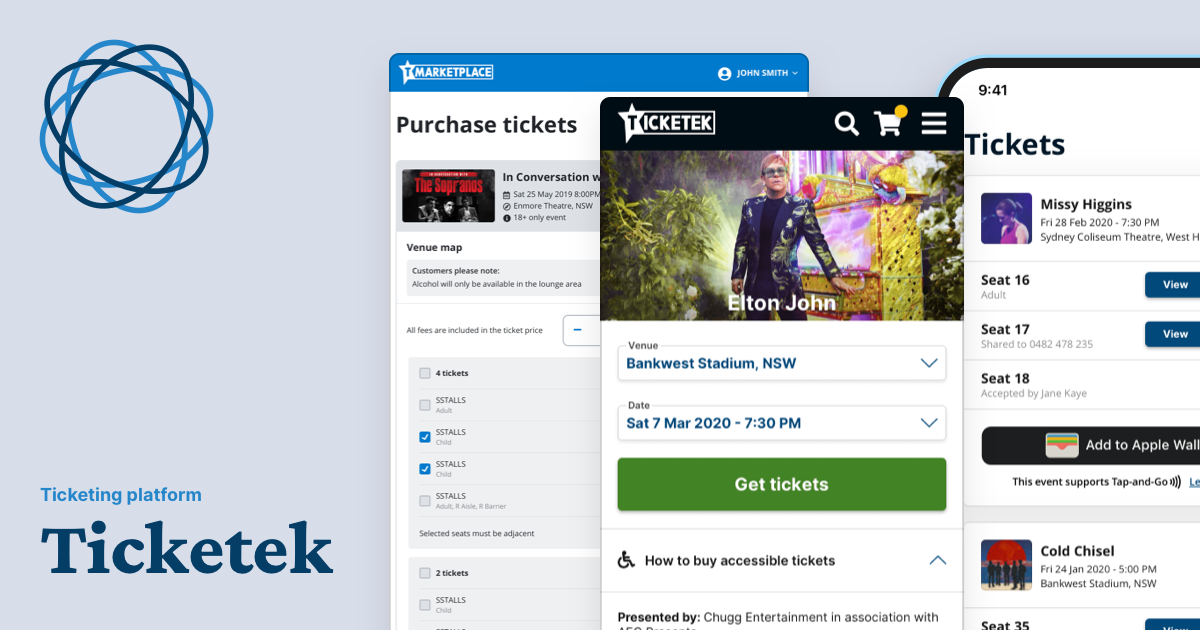 Ticketing platform
Ticketek
TMARKETPLACE
JOHN SMITH
Purchase tickets
IN CONVERSATION WITH
The Sopranos
In Conversation w
Sat 25 May 2019 8:00PM
Enmore Theatre, NSW
18+ only event
Venue map
Customers please note:
Alcohol will only be available in the lounge area
All fees are included in the ticket price
4 tickets
SSTALLS
Adult
SSTALLS
Child
SSTALLS
Child
SSTALLS
Adult, R Aisle, R Barrier
Selected seats must be adjacent
2 tickets
SSTALLS
Child
SSTALLS
TICKETEK
Elton John
Venue
Bankwest Stadium, NSW
Date
Sat 7 Mar 2020 - 7:30 PM
Get tickets
How to buy accessible tickets
Presented by: Chugg Entertainment in association with
AEG Presents
9:41
Tickets
Missy Higgins
Fri 28 Feb 2020 - 7:30 PM
Sydney Coliseum Theatre, West H
Seat 16
Adult
View
Seat 17
Shared to 0482 478 235
View
Seat 18
Accepted by Jane Kaye
Add to Apple Wall
This event supports Tap-and-Go
Le
Cold Chisel
Fri 24 Jan 2020 - 5:00 PM
Bankwest Stadium, NSW
Seat 35
View